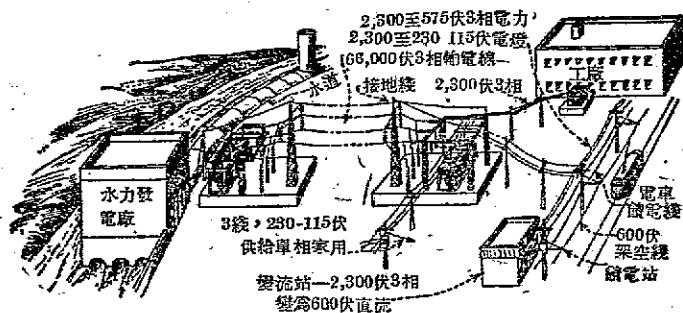 2,300至575伏3相電力，
2,300至230 115伏電燈
66,000伏3相輸電線
水道
接地綫
2,300伏3相
工廠
水力發
電廠
3綫，230-115伏
供給單相家用
變流站—2,300伏3相
變爲600伏直流
電車
饋電綫
600伏
架空綫
饋電站